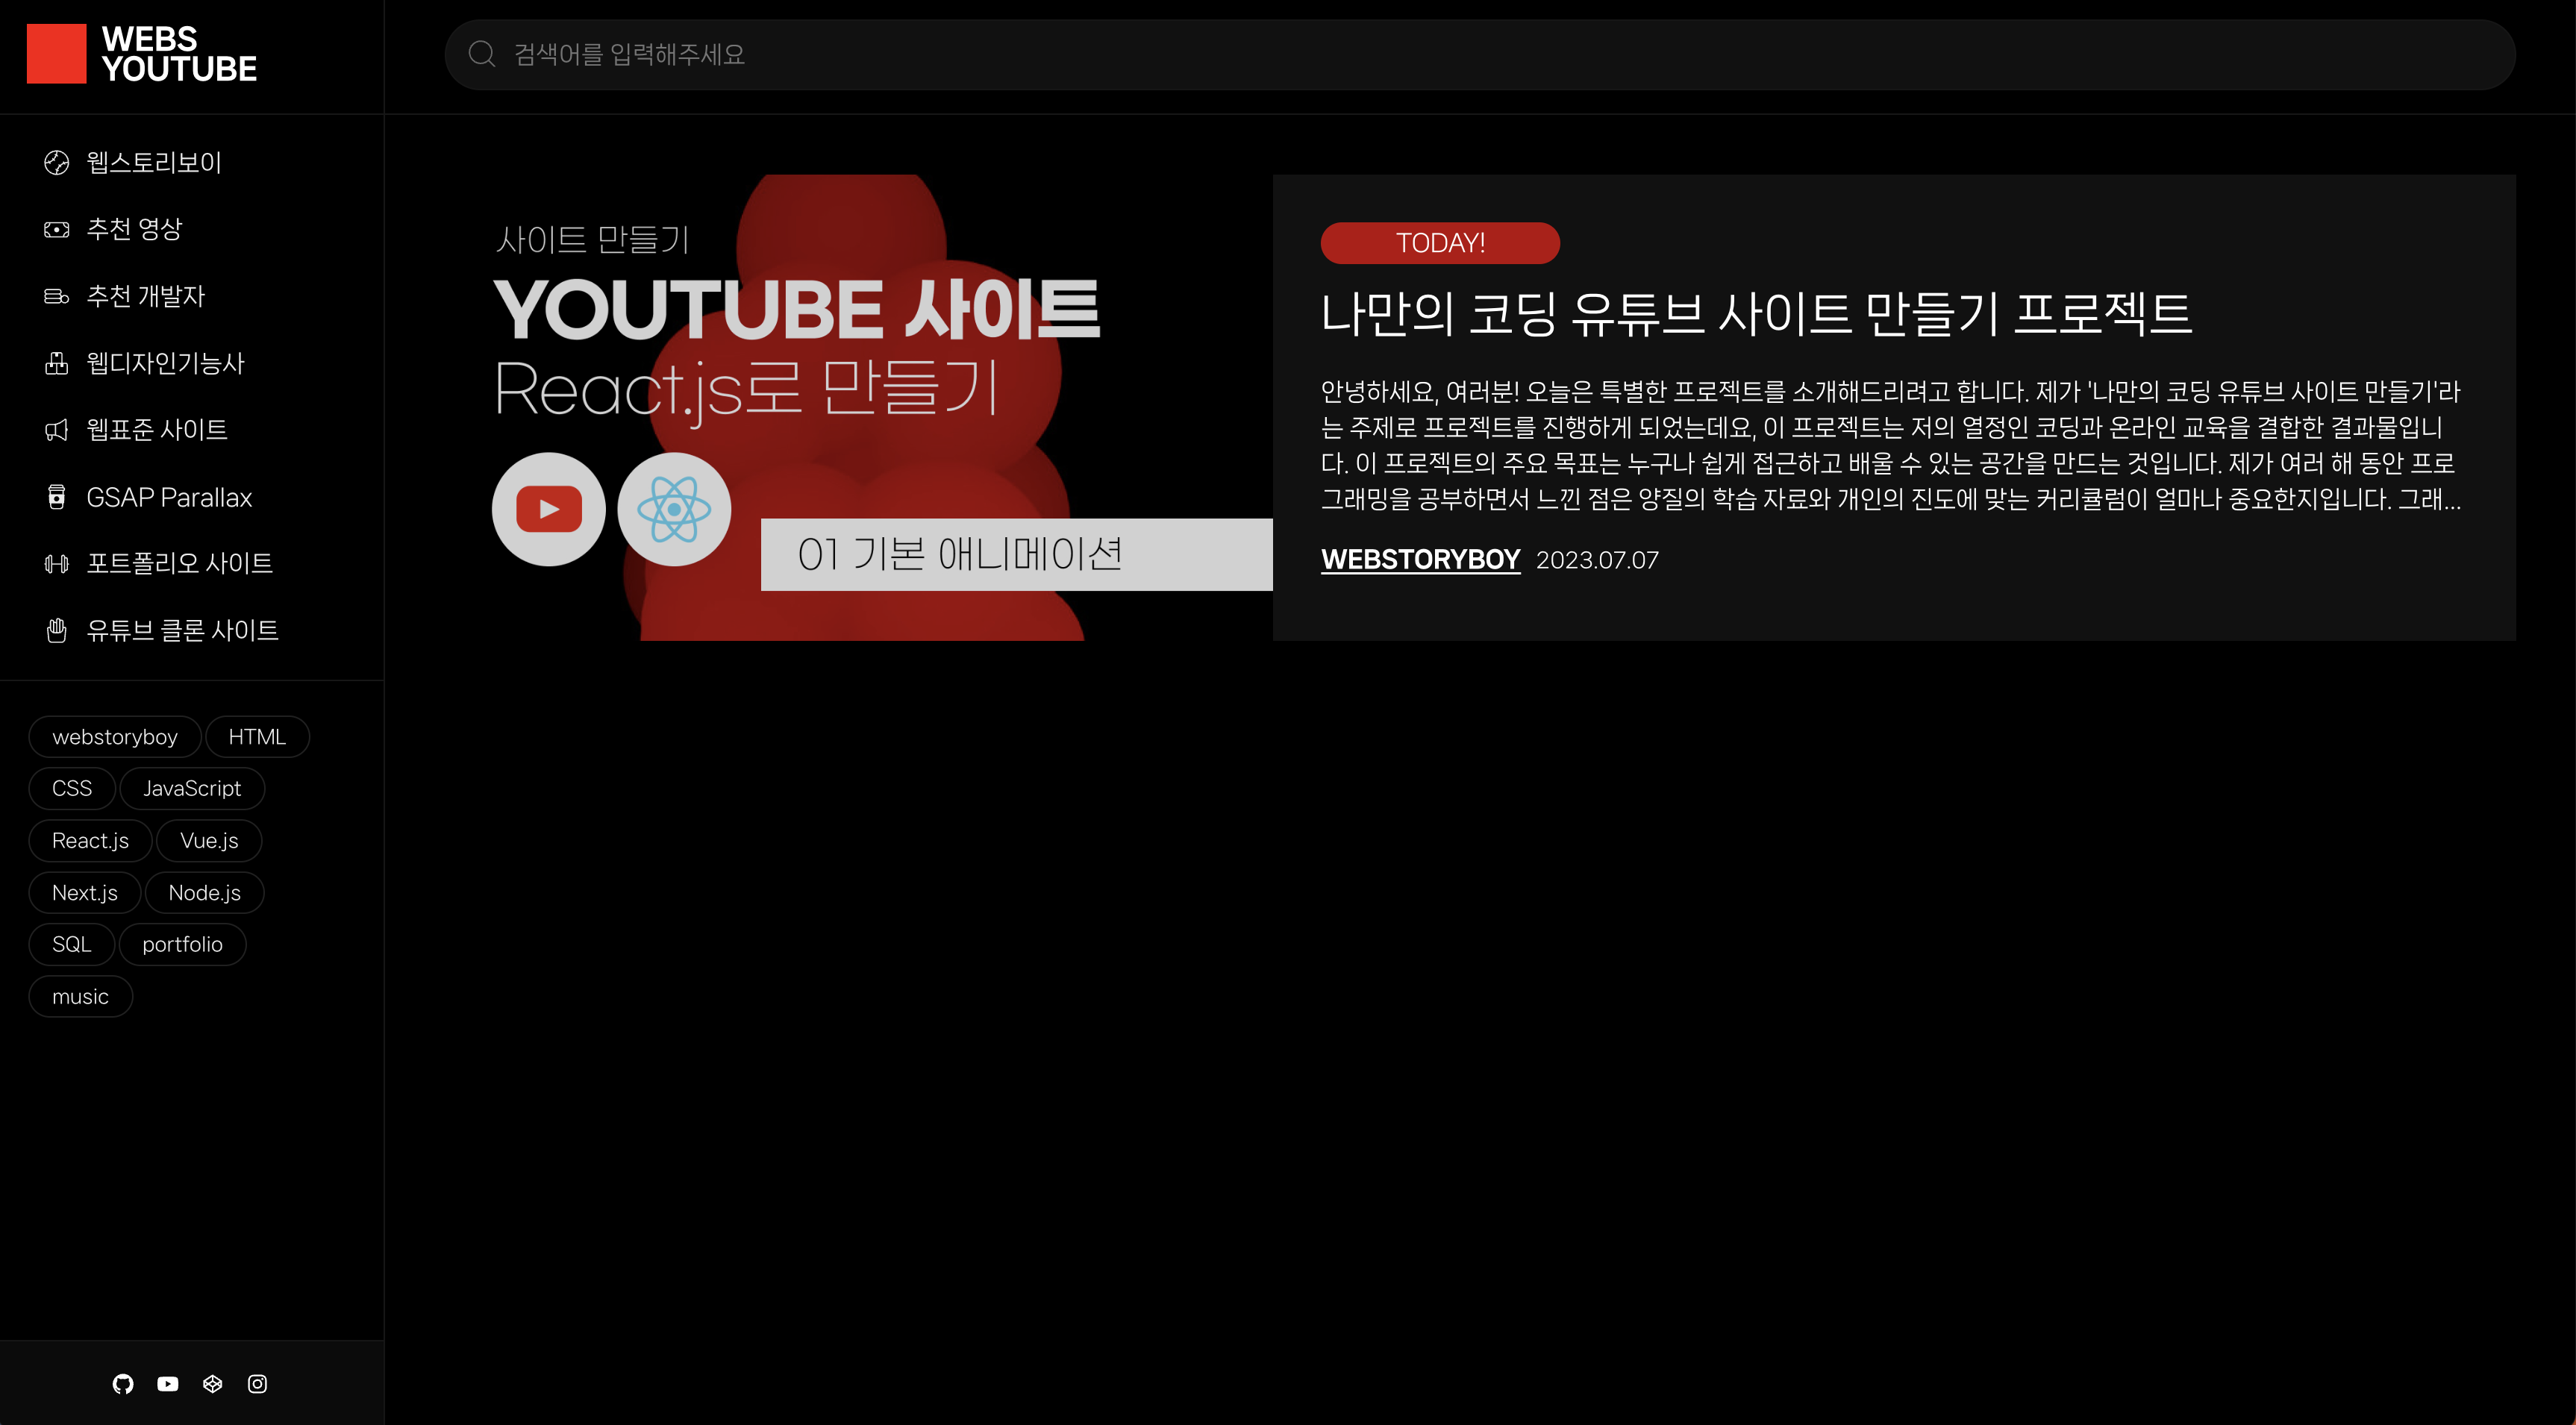 WEBS
YOUTUBE
검색어를 입력해주세요
웹스토리보이
추천 영상
추천 개발자
웹디자인기능사
웹표준 사이트
GSAP Parallax
포트폴리오 사이트
유튜브 클론 사이트
webstoryboy
HTML
CSS
JavaScript
React.js
Vue.js
Next.js
Node.js
SQL
portfolio
music
사이트 만들기
YOUTUBE 사이트
React.js로 만들기
01 기본 애니메이션
TODAY!
나만의 코딩 유튜브 사이트 만들기 프로젝트
안녕하세요, 여러분! 오늘은 특별한 프로젝트를 소개해드리려고 합니다. 제가 '나만의 코딩 유튜브 사이트 만들기'라
는 주제로 프로젝트를 진행하게 되었는데요, 이 프로젝트는 저의 열정인 코딩과 온라인 교육을 결합한 결과물입니
다. 이 프로젝트의 주요 목표는 누구나 쉽게 접근하고 배울 수 있는 공간을 만드는 것입니다. 제가 여러 해 동안 프로
그래밍을 공부하면서 느낀 점은 양질의 학습 자료와 개인의 진도에 맞는 커리큘럼이 얼마나 중요한지입니다. 그래...
WEBSTORYBOY 2023.07.07